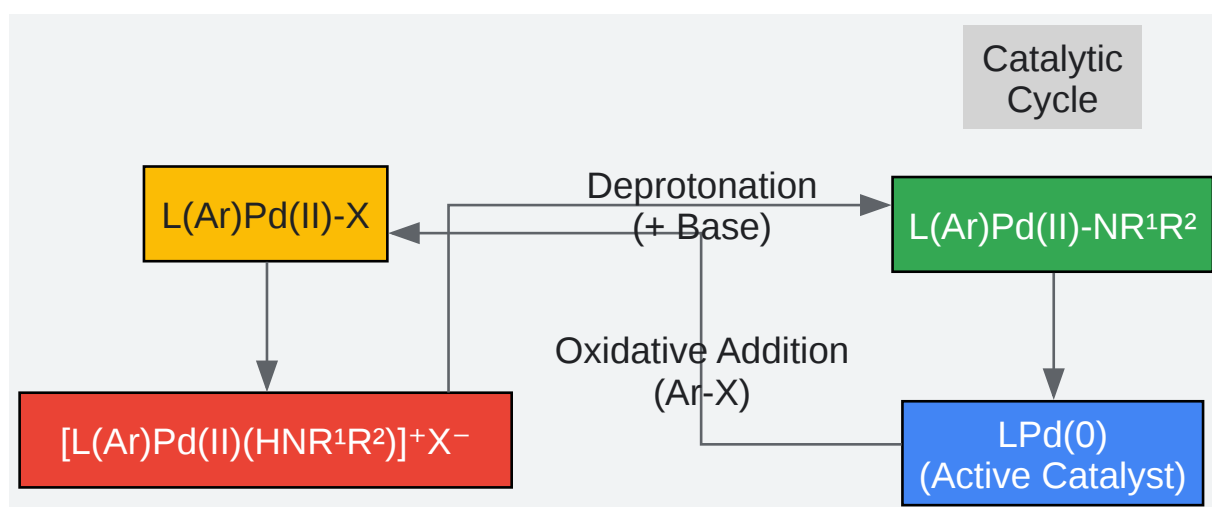 Catalytic
Cycle
Deprotonation
(+ Base)
L(Ar)Pd(II)-X
L(Ar)Pd(II)-NR¹R²
Oxidative Addition
(Ar-X)
[L(Ar)Pd(II)(HNR¹R²)]⁺X⁻
LPd(0)
(Active Catalyst)